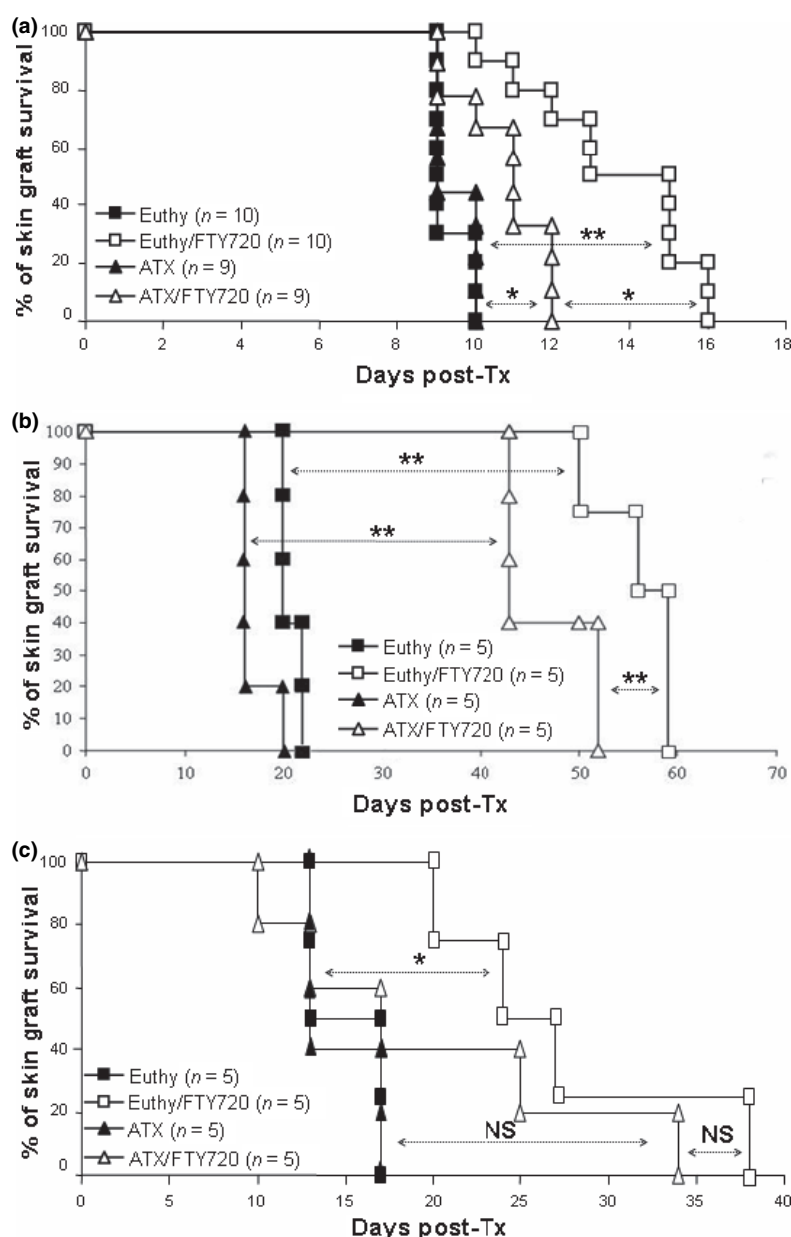 (a)
100
80
60
40
20
0
% of skin graft survival
Euthy (n = 10)
Euthy/FTY720 (n = 10)
ATX (n = 9)
ATX/FTY720 (n = 9)
**
*
*
0 2 4 6 8 10 12 14 16 18
Days post-Tx
(b)
100
90
80
70
60
50
40
30
20
10
0
% of skin graft survival
**
**
**
Euthy (n = 5)
Euthy/FTY720 (n = 5)
ATX (n = 5)
ATX/FTY720 (n = 5)
0 10 20 30 40 50 60 70
Days post-Tx
(c)
100
80
60
40
20
0
% of skin graft survival
*
Euthy (n = 5)
Euthy/FTY720 (n = 5)
ATX (n = 5)
ATX/FTY720 (n = 5)
NS
NS
0 5 10 15 20 25 30 35 40
Days post-Tx